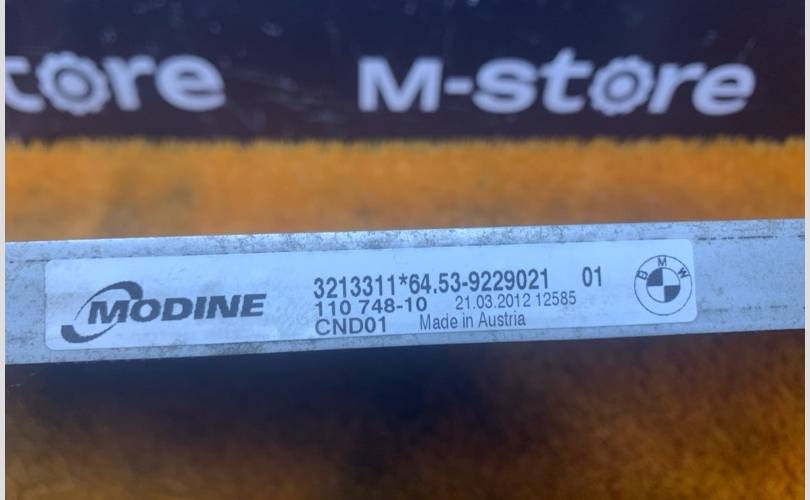 tore M-store
MODINE
3213311*64.53-9229021 01
110 748-10 21.03.2012 12585
CND01 Made in Austria
BMW